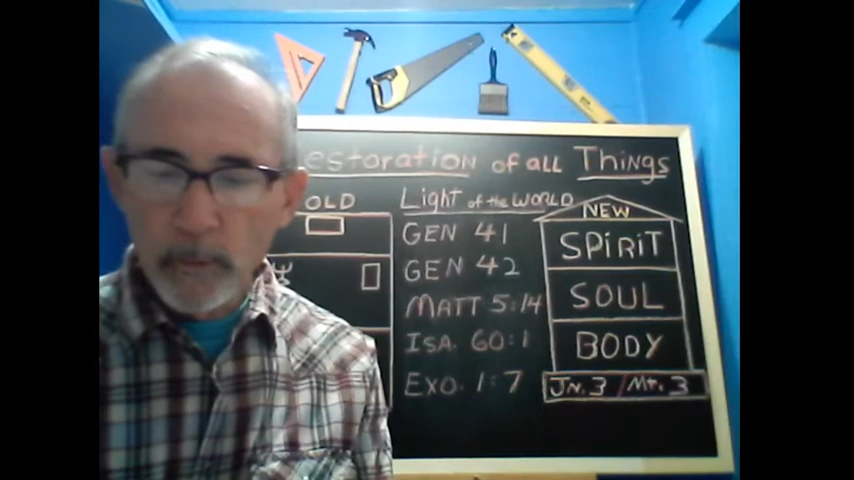 estoration of all Things
OLD
Light of the WORLD
GEN 41
GEN 42
MATT 5:14
ISA. 60:1
EXO. 1:7
NEW
SPiRiT
SOUL
BODY
Jn. 3 / Mt. 3